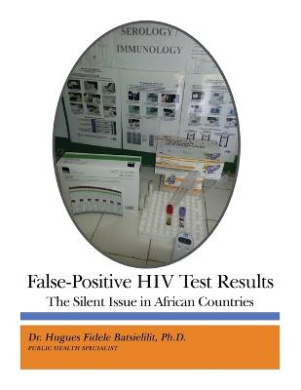 SEROLOGY /
IMMUNOLOGY
False-Positive HIV Test Results
The Silent Issue in African Countries
Dr. Hugues Fidele Batsielilit, Ph.D.
PUBLIC HEALTH SPECIALIST